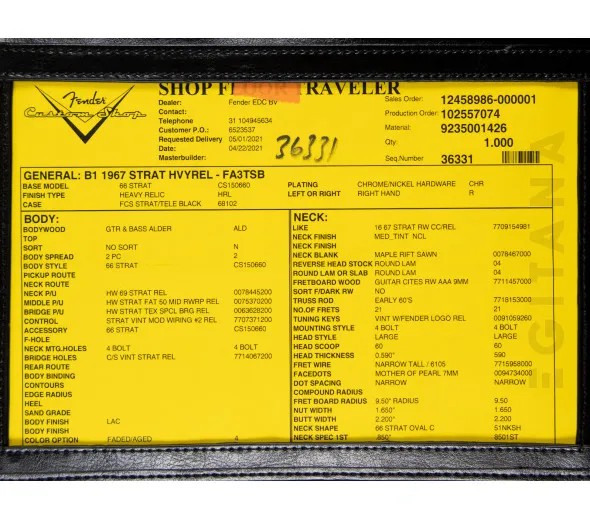 Fender
Custom Shop
SHOP FLOOR TRAVELER
Dealer: Fender EDC BV
Contact:
Telephone 31 104949634
Customer P.O.: 6523537
Requested Delivery 05/01/2021
Date: 04/22/2021
Masterbuilder:
36331
Sales Order: 12458986-000001
Production Order: 102557074
Material: 9235001426
Qty: 1.000
Seq.Number 36331
GENERAL: B1 1967 STRAT HVYREL - FA3TSB
BASE MODEL 66 STRAT CS150660 PLATING CHROME/NICKEL HARDWARE CHR
FINISH TYPE HEAVY RELIC HRL LEFT OR RIGHT RIGHT HAND R
CASE FCS STRAT/TELE BLACK 68102
BODY:
BODYWOOD GTR & BASS ALDER ALD
TOP
SORT NO SORT N
BODY SPREAD 2 PC 2
BODY STYLE 66 STRAT CS150660
PICKUP ROUTE
NECK ROUTE
NECK P/U HW 69 STRAT REL 0078445200
MIDDLE P/U HW STRAT FAT 50 MID RWRP REL 0075370200
BRIDGE P/U HW STRAT TEX SPCL BRG REL 0063628200
CONTROL STRAT VINT MOD WIRING #2 REL 7707371200
ACCESSORY 66 STRAT CS150660
F-HOLE
NECK MTG.HOLES 4 BOLT 4 BOLT
BRIDGE HOLES C/S VINT STRAT REL 7714067200
REAR ROUTE
BODY BINDING
CONTOURS
EDGE RADIUS
HEEL
SAND GRADE
BODY FINISH LAC
BODY FINISH
COLOR OPTION FADED/AGED 4
NECK:
LIKE 16 67 STRAT RW CC/REL 7709154981
NECK FINISH MED_TINT NCL
NECK FINISH
NECK BLANK MAPLE RIFT SAWN 0078467000
REVERSE HEAD STOCK ROUND LAM 04
ROUND LAM OR SLAB ROUND LAM 04
FRETBOARD WOOD GUITAR CITES RW AAA 9MM 7711457000
SORT F/DARK RW NO
TRUSS ROD EARLY 60'S 7718153000
NO.OF FRETS 21 21
TUNING KEYS VINT W/FENDER LOGO REL 0091059260
MOUNTING STYLE 4 BOLT 4 BOLT
HEAD STYLE LARGE LARGE
HEAD SCOOP 60 60
HEAD THICKNESS 0.590" 590
FRET WIRE NARROW TALL / 6105 7715958000
FACEDOTS MOTHER OF PEARL 7MM 0094734000
DOT SPACING NARROW NARROW
COMPOUND RADIUS
FRET BOARD RADIUS 9.50" RADIUS 9.50
NUT WIDTH 1.650" 1.650
BUTT WIDTH 2.200" 2.200
NECK SHAPE 66 STRAT OVAL C 51NKSH
NECK SPEC 1ST .850" 8501ST
EGITANA